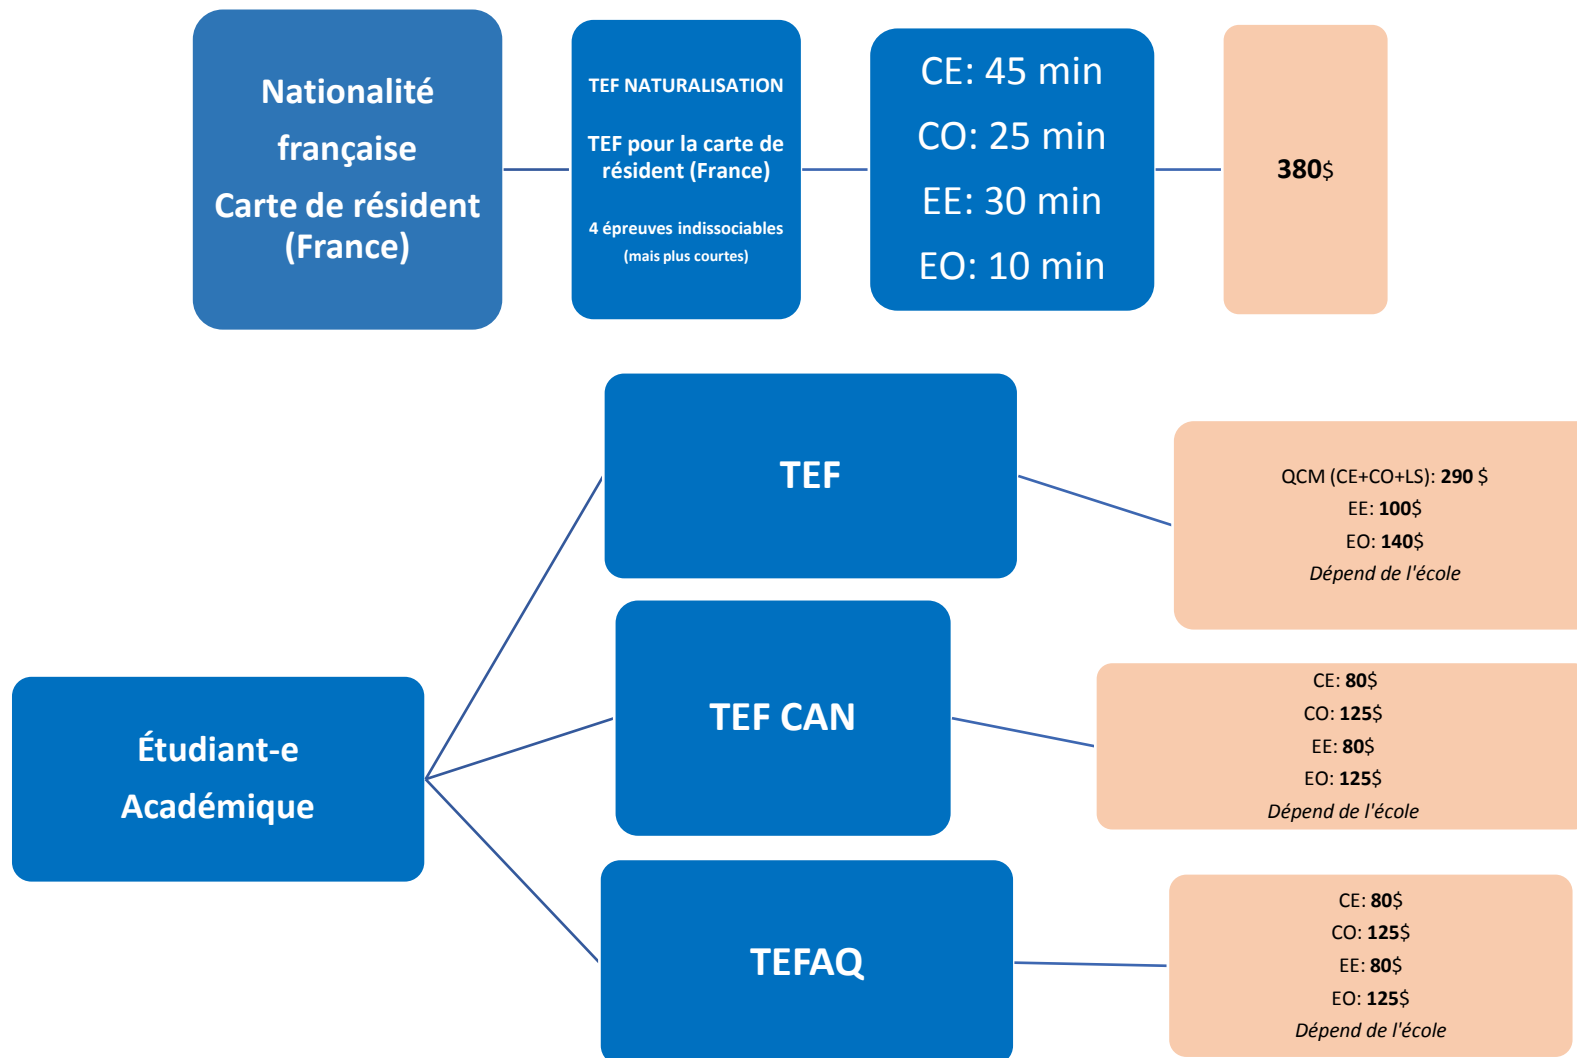 Nationalité
française
Carte de résident
(France)
TEF NATURALISATION
TEF pour la carte de
résident (France)
4 épreuves indissociables
(mais plus courtes)
CE: 45 min
CO: 25 min
EE: 30 min
EO: 10 min
380$
Étudiant-e
Académique
TEF
QCM (CE+CO+LS): 290 $
EE: 100$
EO: 140$
Dépend de l'école
TEF CAN
CE: 80$
CO: 125$
EE: 80$
EO: 125$
Dépend de l'école
TEFAQ
CE: 80$
CO: 125$
EE: 80$
EO: 125$
Dépend de l'école